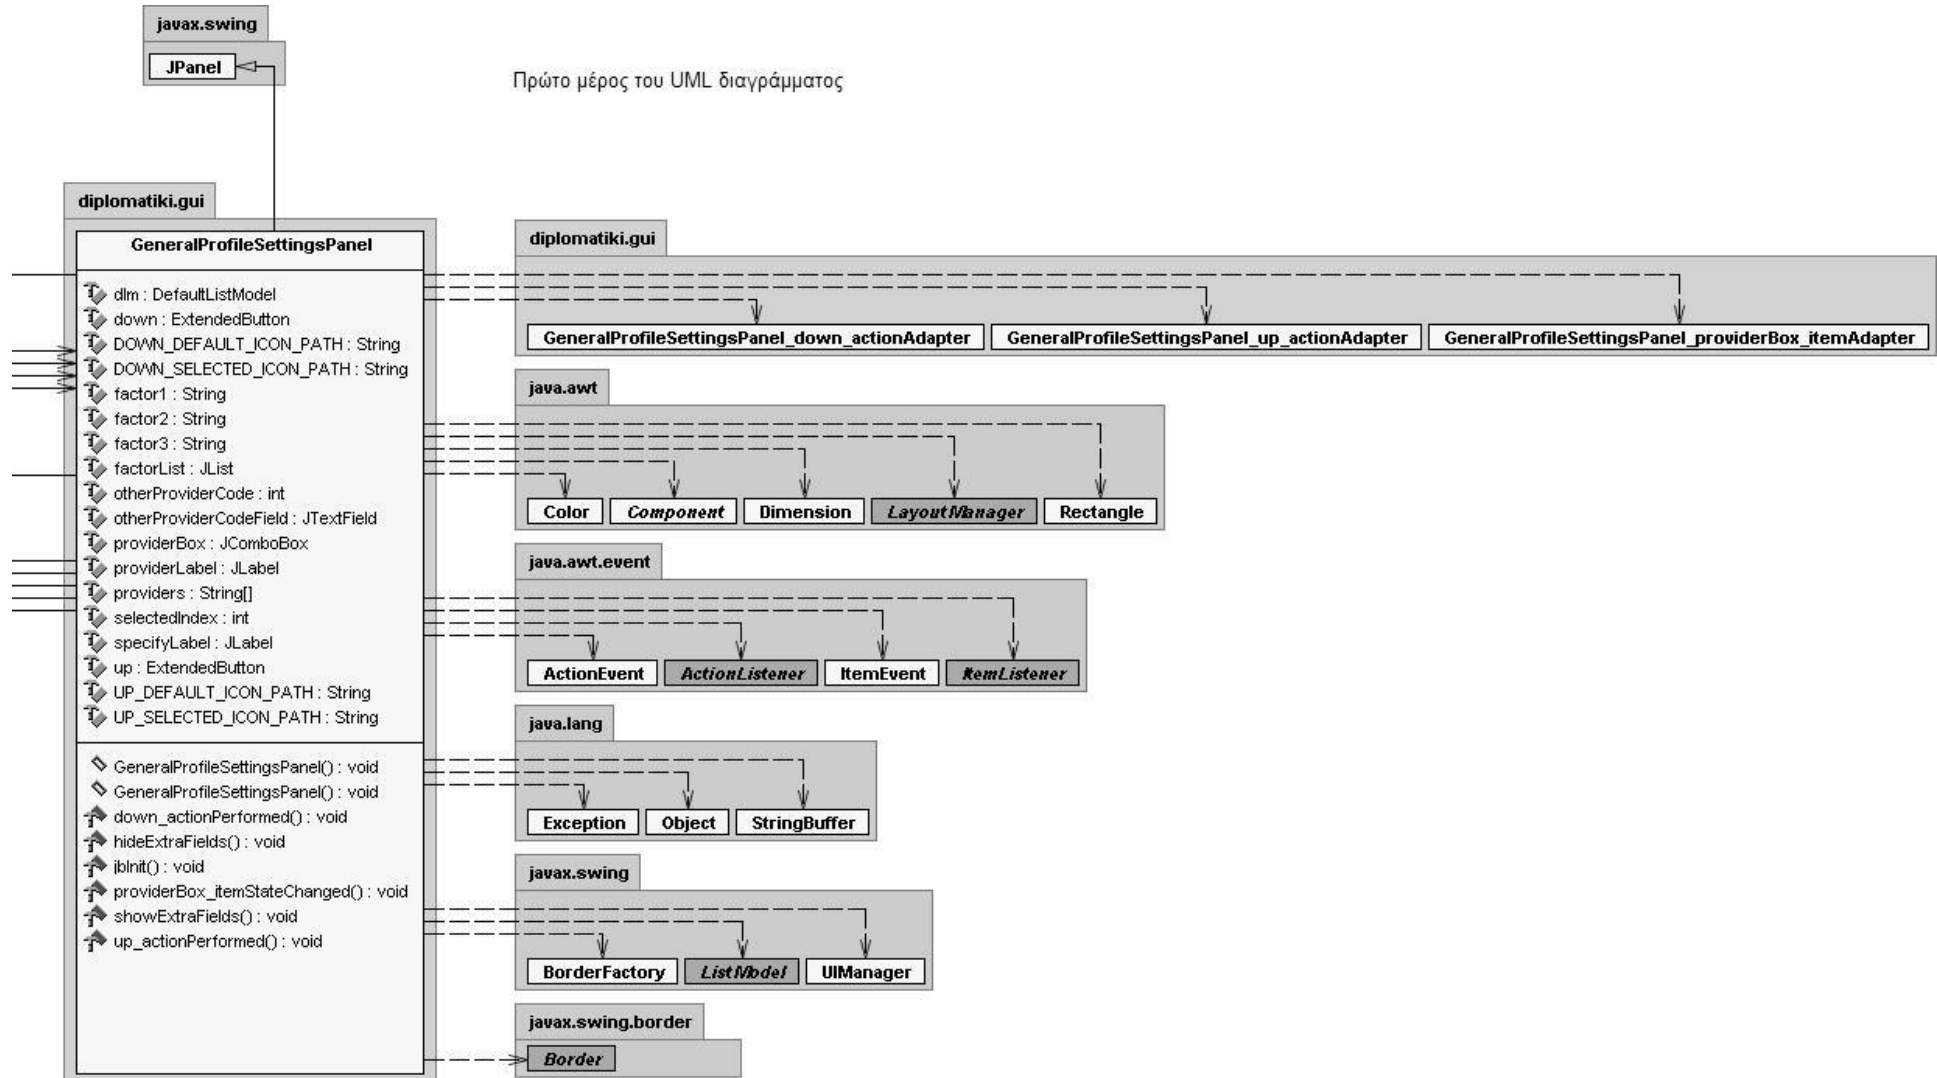 javax.swing
JPanel
Πρώτο μέρος του UML διαγράμματος
diplomatiki.gui
GeneralProfileSettingsPanel
dlm : DefaultListModel
down : ExtendedButton
DOWN_DEFAULT_ICON_PATH : String
DOWN_SELECTED_ICON_PATH : String
factor1 : String
factor2 : String
factor3 : String
factorList : JList
otherProviderCode : int
otherProviderCodeField : JTextField
providerBox : JComboBox
providerLabel : JLabel
providers : String[]
selectedIndex : int
specifyLabel : JLabel
up : ExtendedButton
UP_DEFAULT_ICON_PATH : String
UP_SELECTED_ICON_PATH : String
GeneralProfileSettingsPanel() : void
GeneralProfileSettingsPanel() : void
down_actionPerformed() : void
hideExtraFields() : void
jbInit() : void
providerBox_itemStateChanged() : void
showExtraFields() : void
up_actionPerformed() : void
diplomatiki.gui
GeneralProfileSettingsPanel_down_actionAdapter GeneralProfileSettingsPanel_up_actionAdapter GeneralProfileSettingsPanel_providerBox_itemAdapter
java.awt
Color Component Dimension LayoutManager Rectangle
java.awt.event
ActionEvent ActionListener ItemEvent ItemListener
java.lang
Exception Object StringBuffer
javax.swing
BorderFactory ListModel UIManager
javax.swing.border
Border